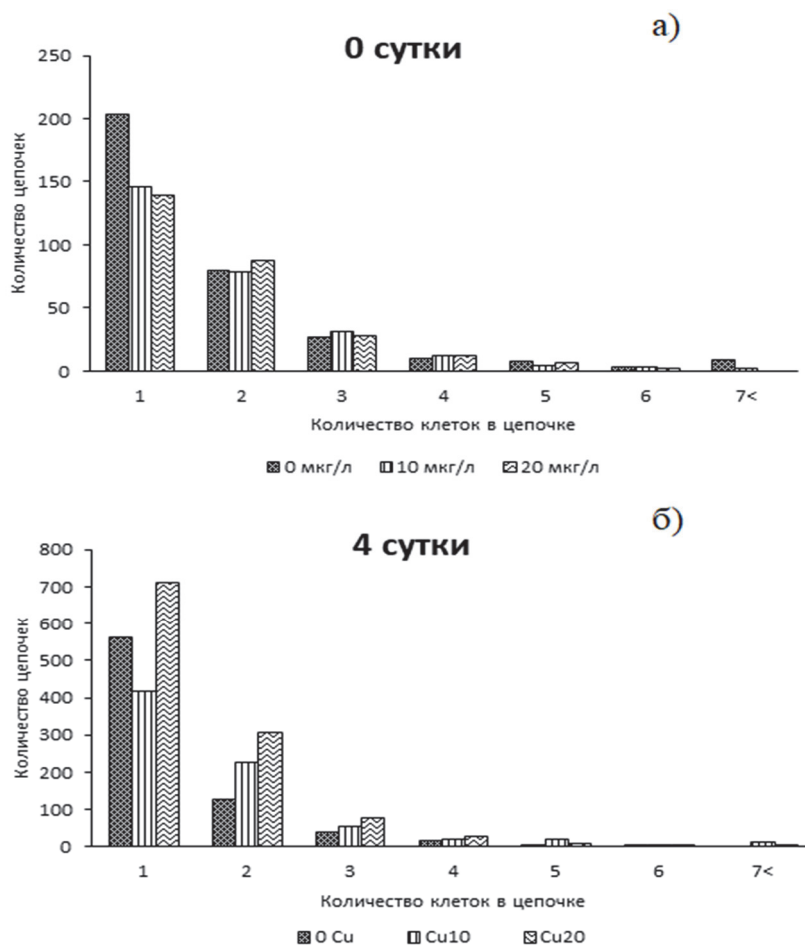 а)
0 сутки
Количество цепочек
250
200
150
100
50
0
1 2 3 4 5 6 7<
Количество клеток в цепочке
0 мкг/л 10 мкг/л 20 мкг/л
б)
4 сутки
Количество цепочек
800
700
600
500
400
300
200
100
0
1 2 3 4 5 6 7<
Количество клеток в цепочке
0 Cu Cu10 Cu20